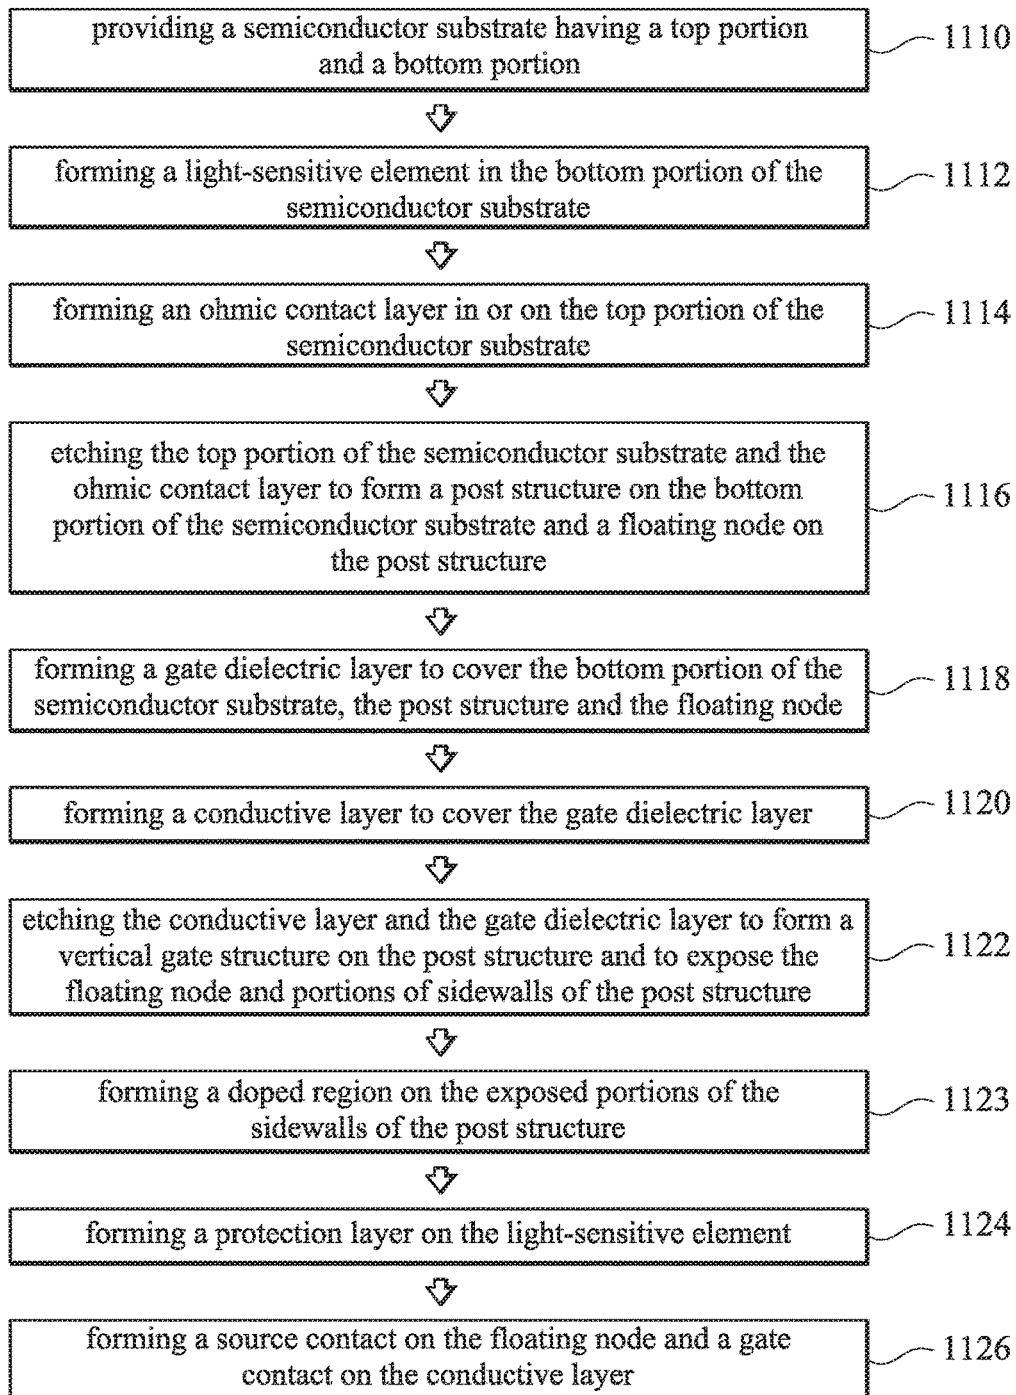 providing a semiconductor substrate having a top portion
and a bottom portion
1110
forming a light-sensitive element in the bottom portion of the
semiconductor substrate
1112
forming an ohmic contact layer in or on the top portion of the
semiconductor substrate
1114
etching the top portion of the semiconductor substrate and the
ohmic contact layer to form a post structure on the bottom
portion of the semiconductor substrate and a floating node on
the post structure
1116
forming a gate dielectric layer to cover the bottom portion of the
semiconductor substrate, the post structure and the floating node
1118
forming a conductive layer to cover the gate dielectric layer
1120
etching the conductive layer and the gate dielectric layer to form a
vertical gate structure on the post structure and to expose the
floating node and portions of sidewalls of the post structure
1122
forming a doped region on the exposed portions of the
sidewalls of the post structure
1123
forming a protection layer on the light-sensitive element
1124
forming a source contact on the floating node and a gate
contact on the conductive layer
1126